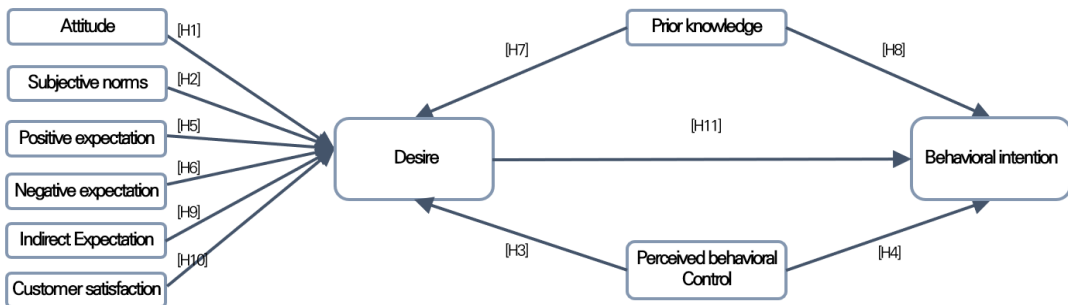 Attitude
[H1]
Subjective norms
[H2]
Positive expectation
[H5]
Negative expectation
[H6]
Indirect Expectation
[H9]
Customer satisfaction
[H10]
Desire
Prior knowledge
[H7]
[H8]
[H11]
Behavioral intention
[H3]
Perceived behavioral
Control
[H4]